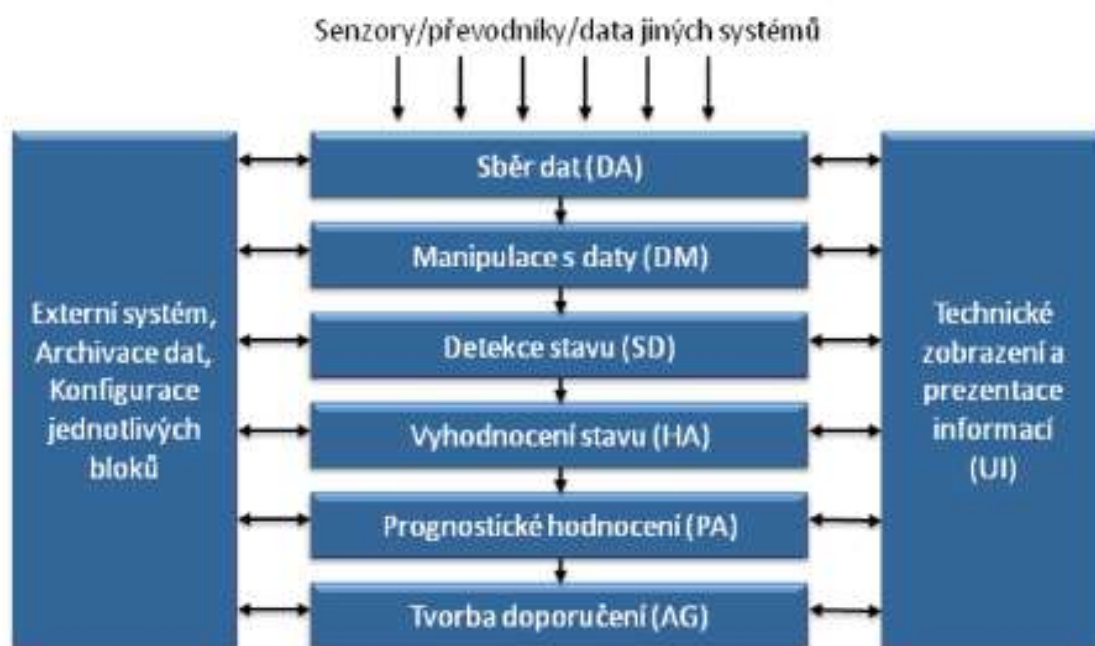 Senzory/převodníky/data jiných systémů
Sběr dat (DA)
Manipulace s daty (DM)
Detekce stavu (SD)
Vyhodnocení stavu (HA)
Prognostické hodnocení (PA)
Tvorba doporučení (AG)
Externí systém,
Archivace dat,
Konfigurace
jednotlivých
bloků
Technické
zobrazení a
prezentace
informací
(UI)